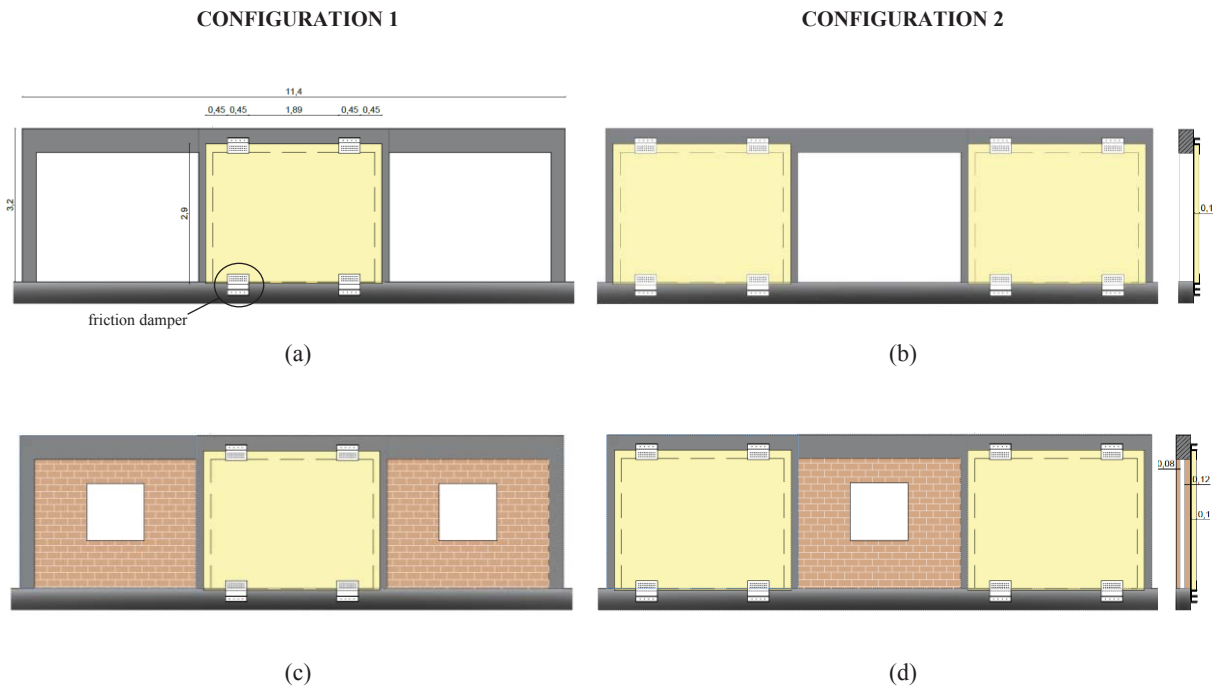 CONFIGURATION 1
CONFIGURATION 2
11,4
0,45 0,45 1,89 0,45 0,45
3,2
2,9
0,1
friction damper
(a)
(b)
0,08
0,12
0,1
(c)
(d)